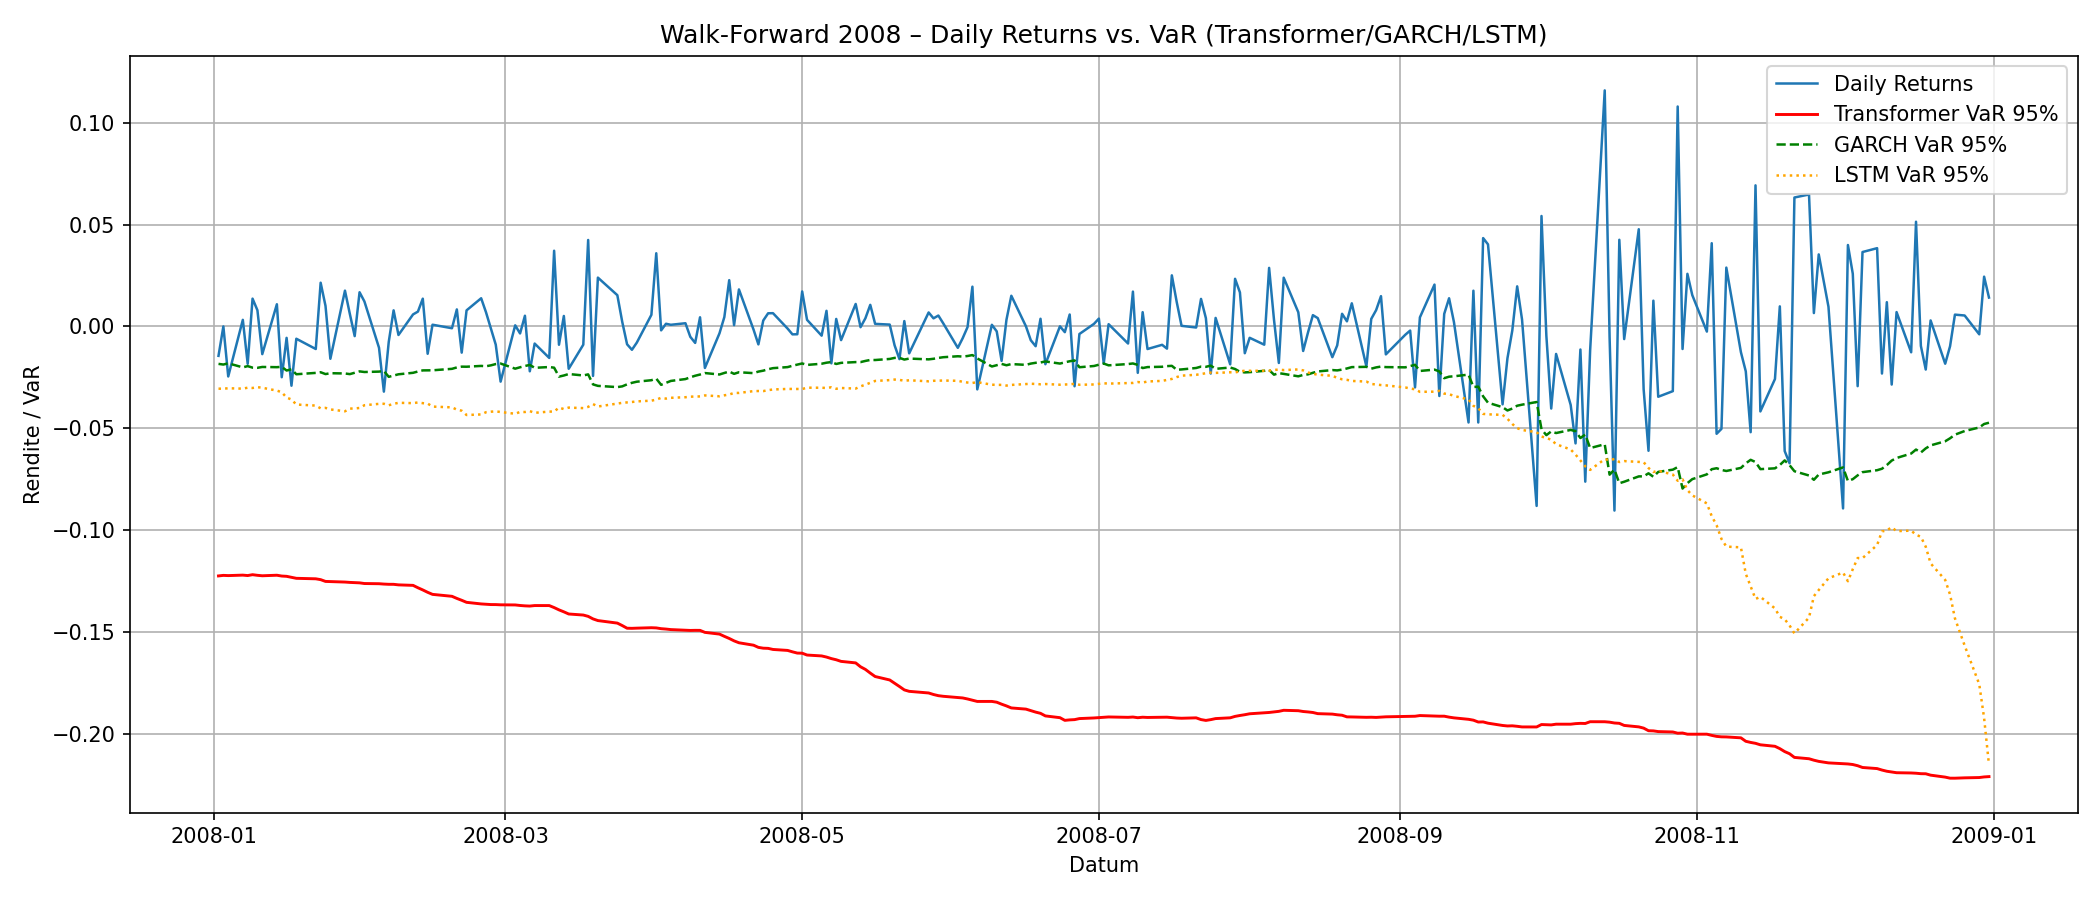 Walk-Forward 2008 – Daily Returns vs. VaR (Transformer/GARCH/LSTM)
Daily Returns
Transformer VaR 95%
GARCH VaR 95%
LSTM VaR 95%
Rendite / VaR
0.10
0.05
0.00
−0.05
−0.10
−0.15
−0.20
2008-01
2008-03
2008-05
2008-07
2008-09
2008-11
2009-01
Datum